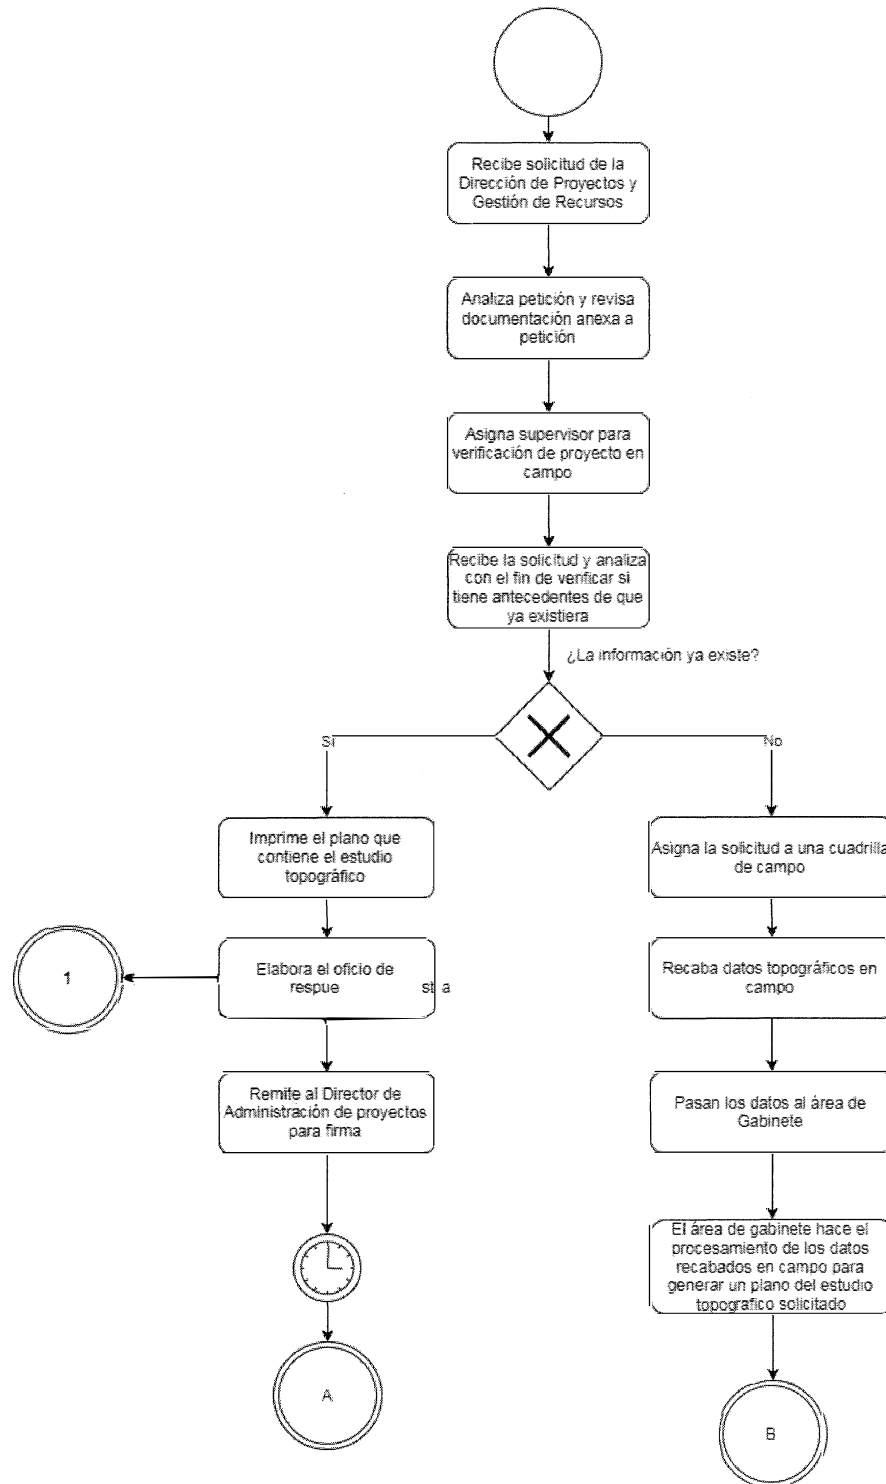 Recibe solicitud de la
Dirección de Proyectos y
Gestión de Recursos
Analiza petición y revisa
documentación anexa a
petición
Asigna supervisor para
verificación de proyecto en
campo
Recibe la solicitud y analiza
con el fin de verificar si
tiene antecedentes de que
ya existiera
¿La información ya existe?
Sí
No
Imprime el plano que
contiene el estudio
topográfico
Asigna la solicitud a una cuadrilla
de campo
1
Elabora el oficio de
respue st a
Recaba datos topográficos en
campo
Remite al Director de
Administración de proyectos
para firma
Pasan los datos al área de
Gabinete
El área de gabinete hace el
procesamiento de los datos
recabados en campo para
generar un plano del estudio
topografico solicitado
A
B